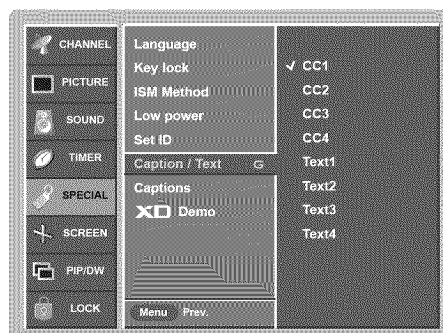 CHANNEL
PICTURE
SOUND
TIMER
SPECIAL
SCREEN
PIP/DW
LOCK
Language
Key lock
ISM Method
Low power
Set ID
Caption / Text G
Captions
XD Demo
Menu Prev.
✓ CC1
CC2
CC3
CC4
Text1
Text2
Text3
Text4